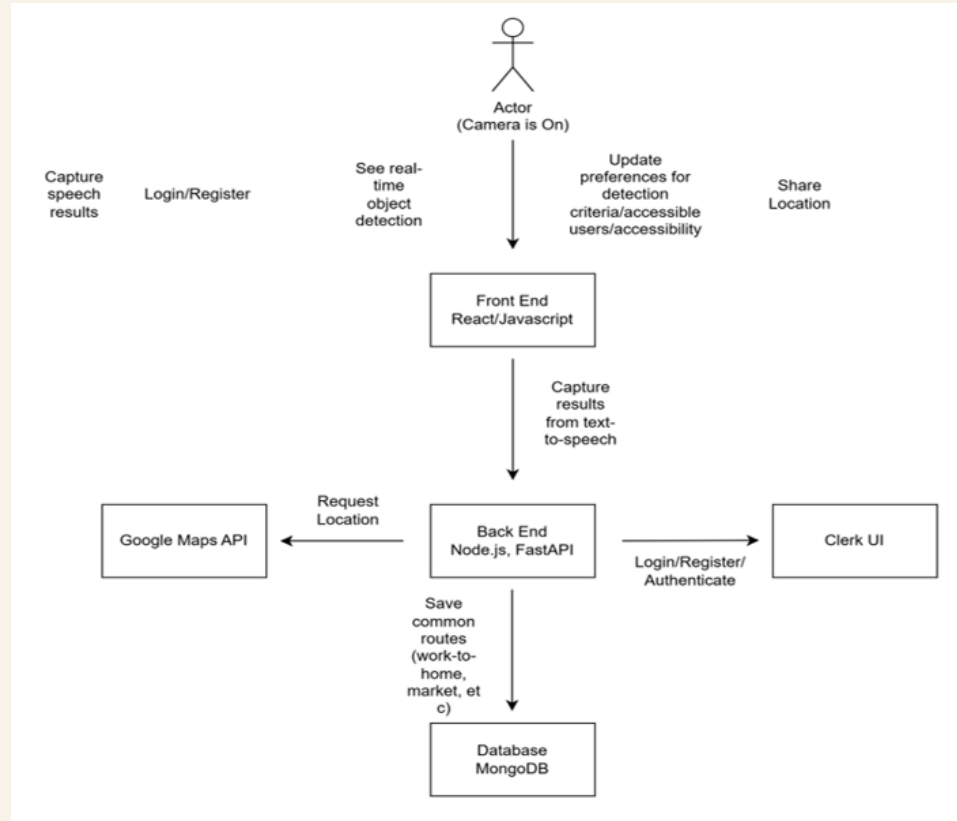 Actor
(Camera is On)
Capture
speech
results
Login/Register
See real-
time
object
detection
Update
preferences for
detection
criteria/accessible
users/accessibility
Share
Location
Front End
React/Javascript
Capture
results
from text-
to-speech
Google Maps API
Request
Location
Back End
Node.js, FastAPI
Login/Register/
Authenticate
Clerk UI
Save
common
routes
(work-to-
home,
market, et
c)
Database
MongoDB